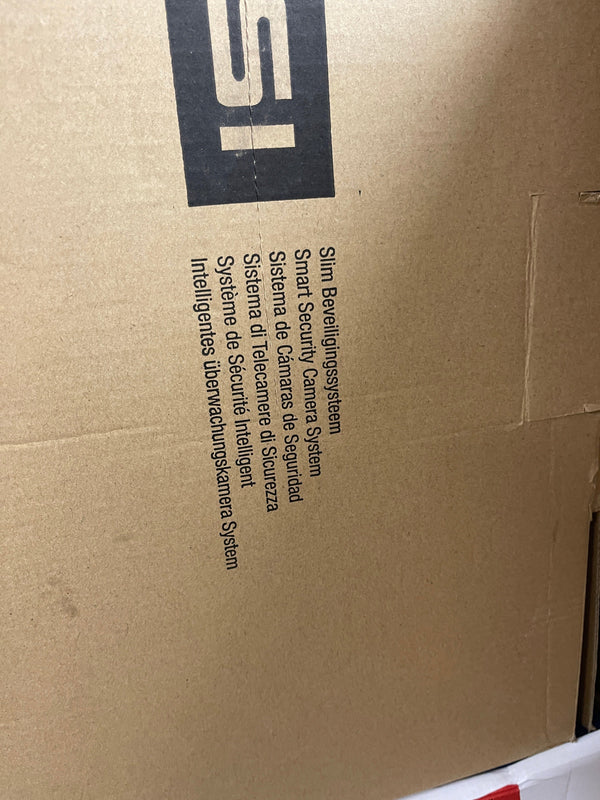 SI
Slim Beveiligingssysteem
Smart Security Camera System
Sistema de Cámaras de Seguridad
Sistema di Telecamere di Sicurezza
Système de Sécurité Intelligent
Intelligentes überwachungskamera System